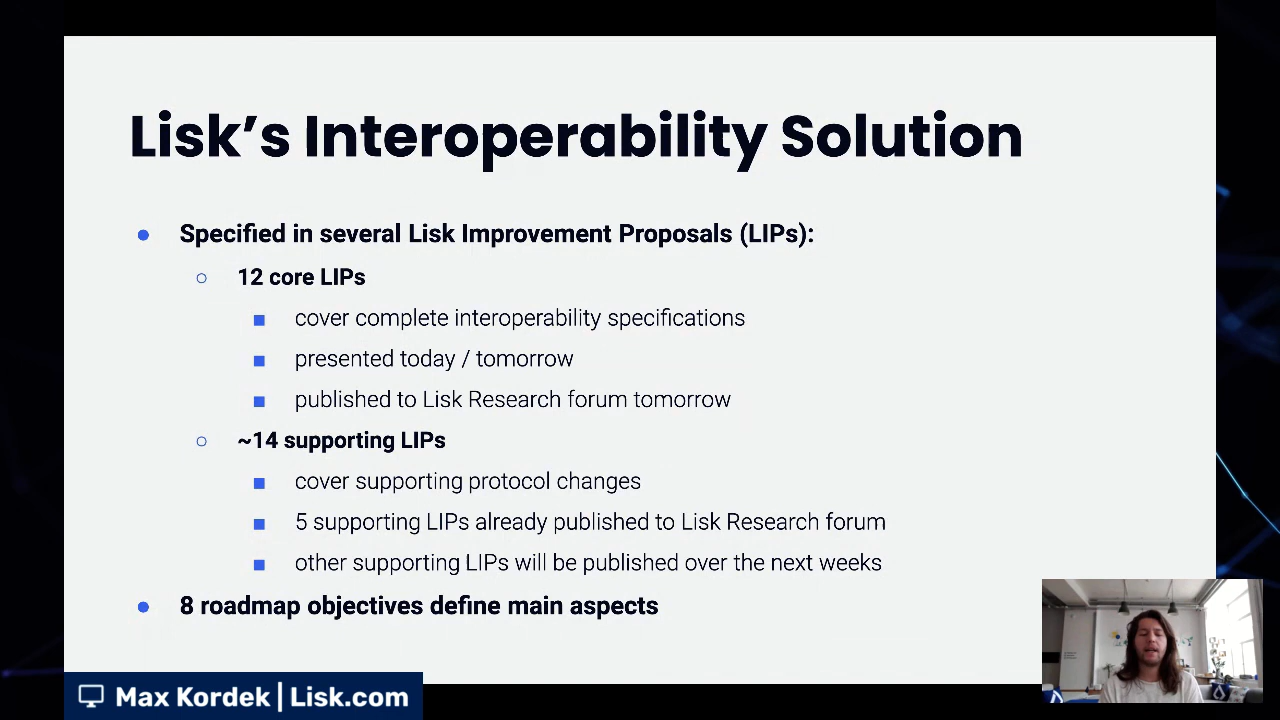 Lisk’s Interoperability Solution
Specified in several Lisk Improvement Proposals (LIPs):
12 core LIPs
cover complete interoperability specifications
presented today / tomorrow
published to Lisk Research forum tomorrow
~14 supporting LIPs
cover supporting protocol changes
5 supporting LIPs already published to Lisk Research forum
other supporting LIPs will be published over the next weeks
8 roadmap objectives define main aspects
Max Kordek | Lisk.com